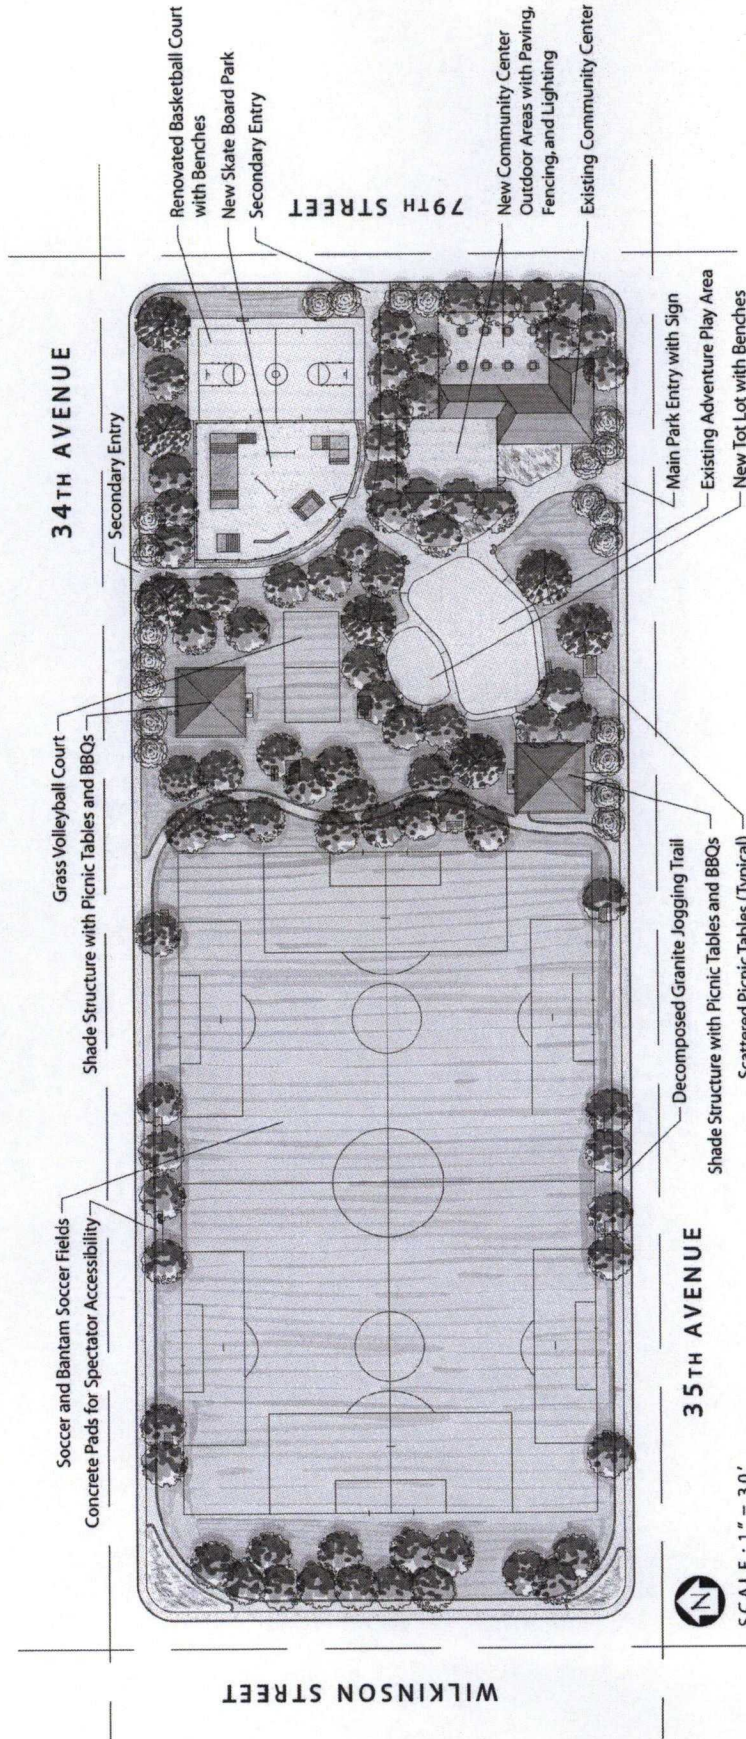 34TH AVENUE
Secondary Entry
Grass Volleyball Court
Shade Structure with Picnic Tables and BBQs
Soccer and Bantam Soccer Fields
Concrete Pads for Spectator Accessibility
Renovated Basketball Court
with Benches
New Skate Board Park
Secondary Entry
79TH STREET
New Community Center
Outdoor Areas with Paving,
Fencing, and Lighting
Existing Community Center
WILKINSON STREET
Main Park Entry with Sign
Existing Adventure Play Area
New Tot Lot with Benches
Scattered Picnic Tables (Typical)
Shade Structure with Picnic Tables and BBQs
Decomposed Granite Jogging Trail
35TH AVENUE
N
SCALE: 1" = 30'